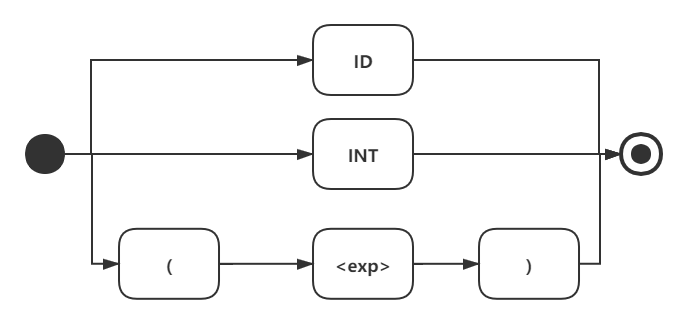 ID
INT
( <exp> )